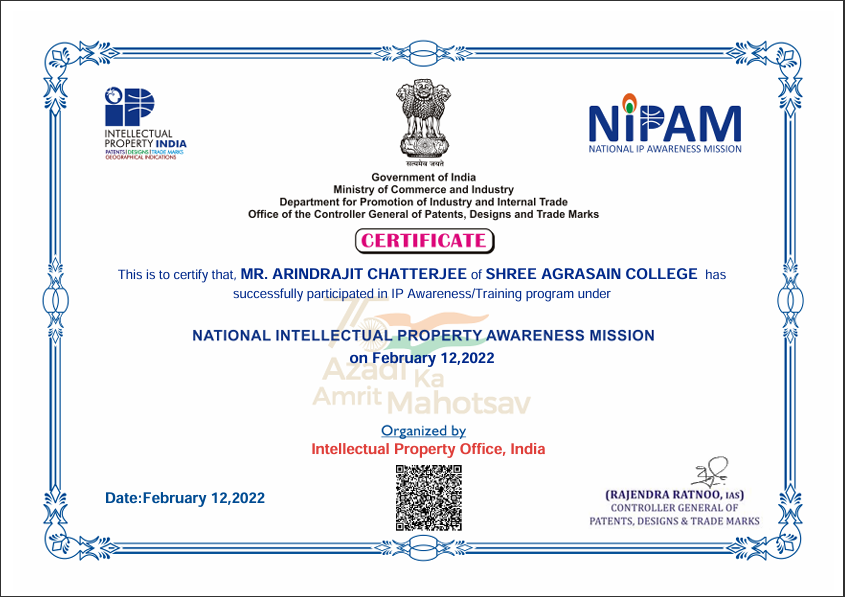 INTELLECTUAL
PROPERTY INDIA
PATENTS | DESIGNS | TRADE MARKS
GEOGRAPHICAL INDICATIONS
सत्यमेव जयते
NiPAM
NATIONAL IP AWARENESS MISSION
Government of India
Ministry of Commerce and Industry
Department for Promotion of Industry and Internal Trade
Office of the Controller General of Patents, Designs and Trade Marks
CERTIFICATE
This is to certify that, MR. ARINDRAJIT CHATTERJEE of SHREE AGRASAIN COLLEGE has
successfully participated in IP Awareness/Training program under
NATIONAL INTELLECTUAL PROPERTY AWARENESS MISSION
on February 12,2022
75
Azadi Ka
Amrit Mahotsav
Organized by
Intellectual Property Office, India
Date:February 12,2022
(RAJENDRA RATNOO, IAS)
CONTROLLER GENERAL OF
PATENTS, DESIGNS & TRADE MARKS